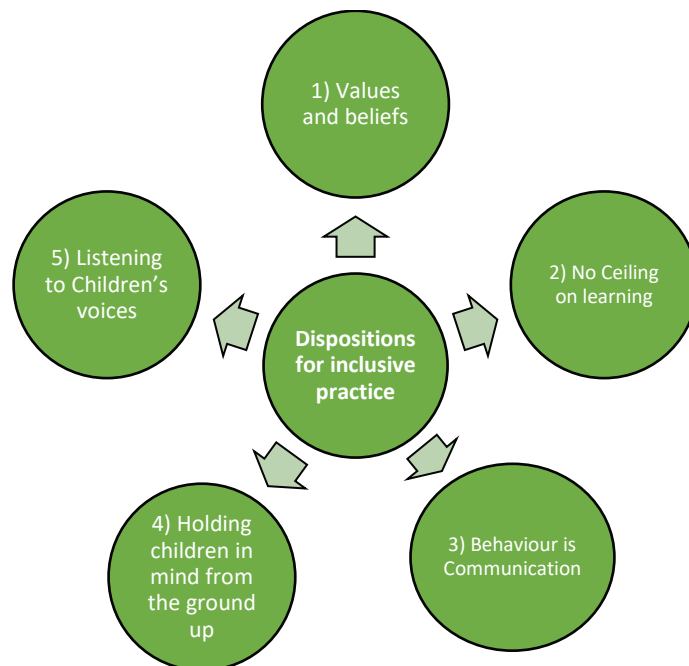 1) Values
and beliefs
2) No Ceiling
on learning
3) Behaviour is
Communication
4) Holding
children in
mind from
the ground
up
5) Listening
to Children’s
voices
Dispositions
for inclusive
practice